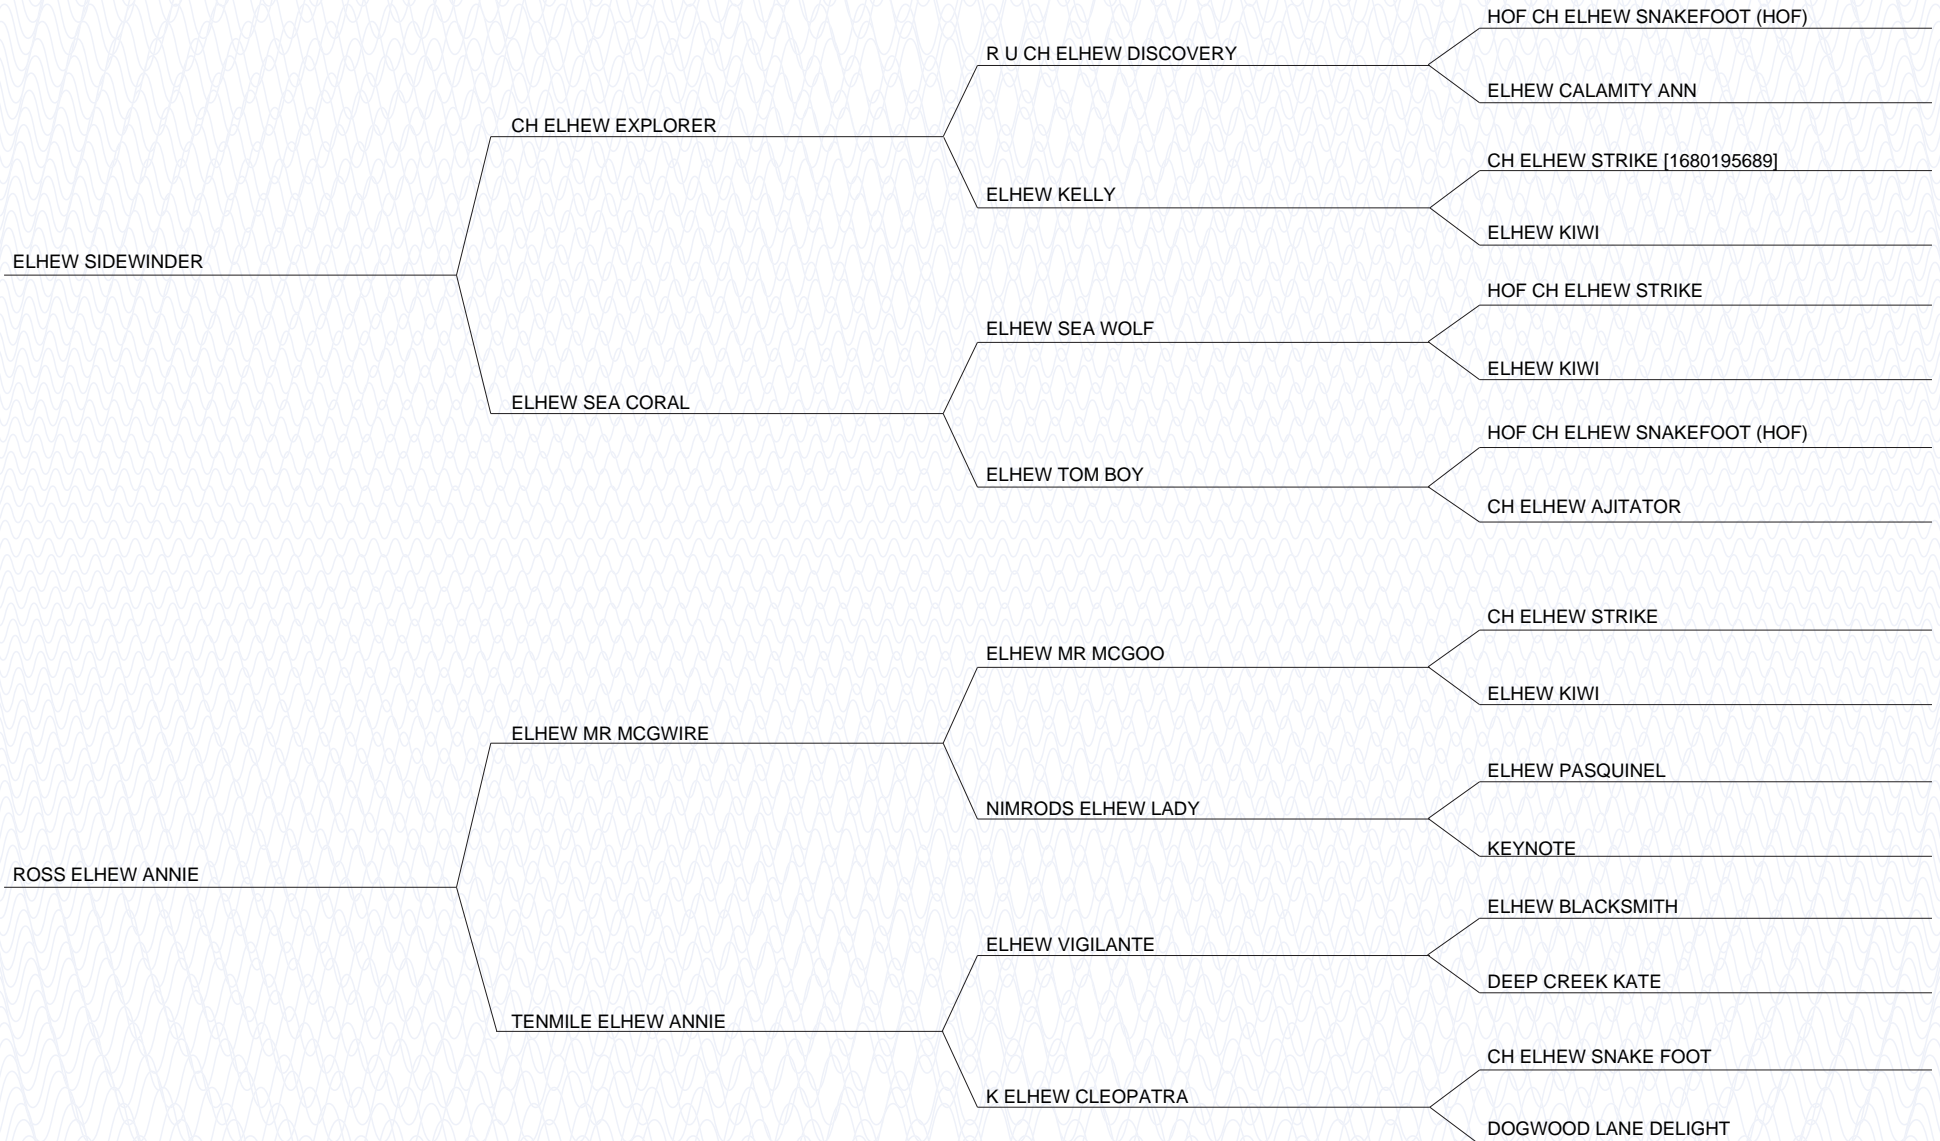 HOF CH ELHEW SNAKEFOOT (HOF)
R U CH ELHEW DISCOVERY
ELHEW CALAMITY ANN
CH ELHEW EXPLORER
CH ELHEW STRIKE [1680195689]
ELHEW KELLY
ELHEW KIWI
ELHEW SIDEWINDER
HOF CH ELHEW STRIKE
ELHEW SEA WOLF
ELHEW KIWI
ELHEW SEA CORAL
HOF CH ELHEW SNAKEFOOT (HOF)
ELHEW TOM BOY
CH ELHEW AJITATOR
CH ELHEW STRIKE
ELHEW MR MCGOO
ELHEW KIWI
ELHEW MR MCGWIRE
ELHEW PASQUINEL
NIMRODS ELHEW LADY
KEYNOTE
ROSS ELHEW ANNIE
ELHEW BLACKSMITH
ELHEW VIGILANTE
DEEP CREEK KATE
TENMILE ELHEW ANNIE
CH ELHEW SNAKE FOOT
K ELHEW CLEOPATRA
DOGWOOD LANE DELIGHT